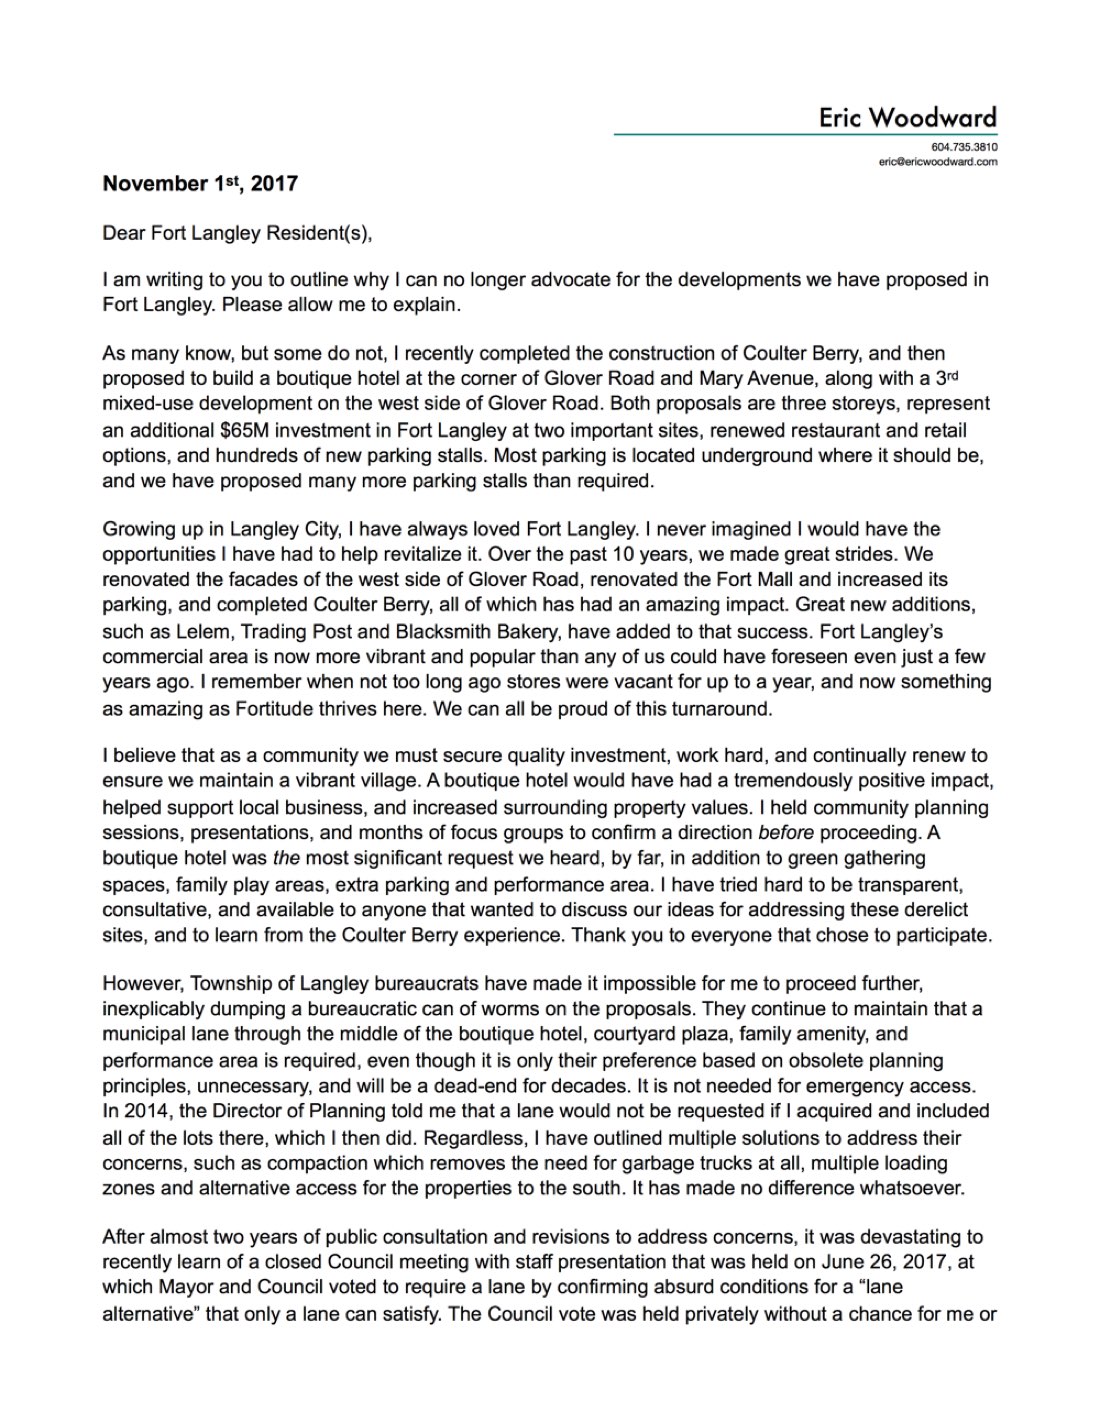 Eric Woodward
604.735.3810
eric@ericwoodward.com
November 1st, 2017
Dear Fort Langley Resident(s),
I am writing to you to outline why I can no longer advocate for the developments we have proposed in
Fort Langley. Please allow me to explain.
As many know, but some do not, I recently completed the construction of Coulter Berry, and then
proposed to build a boutique hotel at the corner of Glover Road and Mary Avenue, along with a 3rd
mixed-use development on the west side of Glover Road. Both proposals are three storeys, represent
an additional $65M investment in Fort Langley at two important sites, renewed restaurant and retail
options, and hundreds of new parking stalls. Most parking is located underground where it should be,
and we have proposed many more parking stalls than required.
Growing up in Langley City, I have always loved Fort Langley. I never imagined I would have the
opportunities I have had to help revitalize it. Over the past 10 years, we made great strides. We
renovated the facades of the west side of Glover Road, renovated the Fort Mall and increased its
parking, and completed Coulter Berry, all of which has had an amazing impact. Great new additions,
such as Lelem, Trading Post and Blacksmith Bakery, have added to that success. Fort Langley's
commercial area is now more vibrant and popular than any of us could have foreseen even just a few
years ago. I remember when not too long ago stores were vacant for up to a year, and now something
as amazing as Fortitude thrives here. We can all be proud of this turnaround.
I believe that as a community we must secure quality investment, work hard, and continually renew to
ensure we maintain a vibrant village. A boutique hotel would have had a tremendously positive impact,
helped support local business, and increased surrounding property values. I held community planning
sessions, presentations, and months of focus groups to confirm a direction before proceeding. A
boutique hotel was the most significant request we heard, by far, in addition to green gathering
spaces, family play areas, extra parking and performance area. I have tried hard to be transparent,
consultative, and available to anyone that wanted to discuss our ideas for addressing these derelict
sites, and to learn from the Coulter Berry experience. Thank you to everyone that chose to participate.
However, Township of Langley bureaucrats have made it impossible for me to proceed further,
inexplicably dumping a bureaucratic can of worms on the proposals. They continue to maintain that a
municipal lane through the middle of the boutique hotel, courtyard plaza, family amenity, and
performance area is required, even though it is only their preference based on obsolete planning
principles, unnecessary, and will be a dead-end for decades. It is not needed for emergency access.
In 2014, the Director of Planning told me that a lane would not be requested if I acquired and included
all of the lots there, which I then did. Regardless, I have outlined multiple solutions to address their
concerns, such as compaction which removes the need for garbage trucks at all, multiple loading
zones and alternative access for the properties to the south. It has made no difference whatsoever.
After almost two years of public consultation and revisions to address concerns, it was devastating to
recently learn of a closed Council meeting with staff presentation that was held on June 26, 2017, at
which Mayor and Council voted to require a lane by confirming absurd conditions for a “lane
alternative” that only a lane can satisfy. The Council vote was held privately without a chance for me or